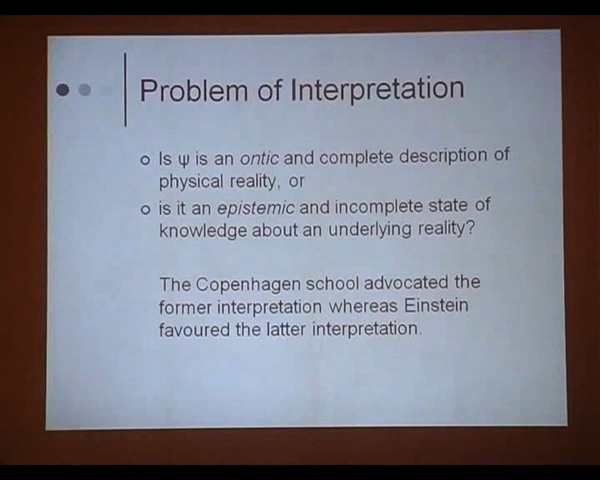 Problem of Interpretation
o Is ψ is an ontic and complete description of
physical reality, or
o is it an epistemic and incomplete state of
knowledge about an underlying reality?
The Copenhagen school advocated the
former interpretation whereas Einstein
favoured the latter interpretation.